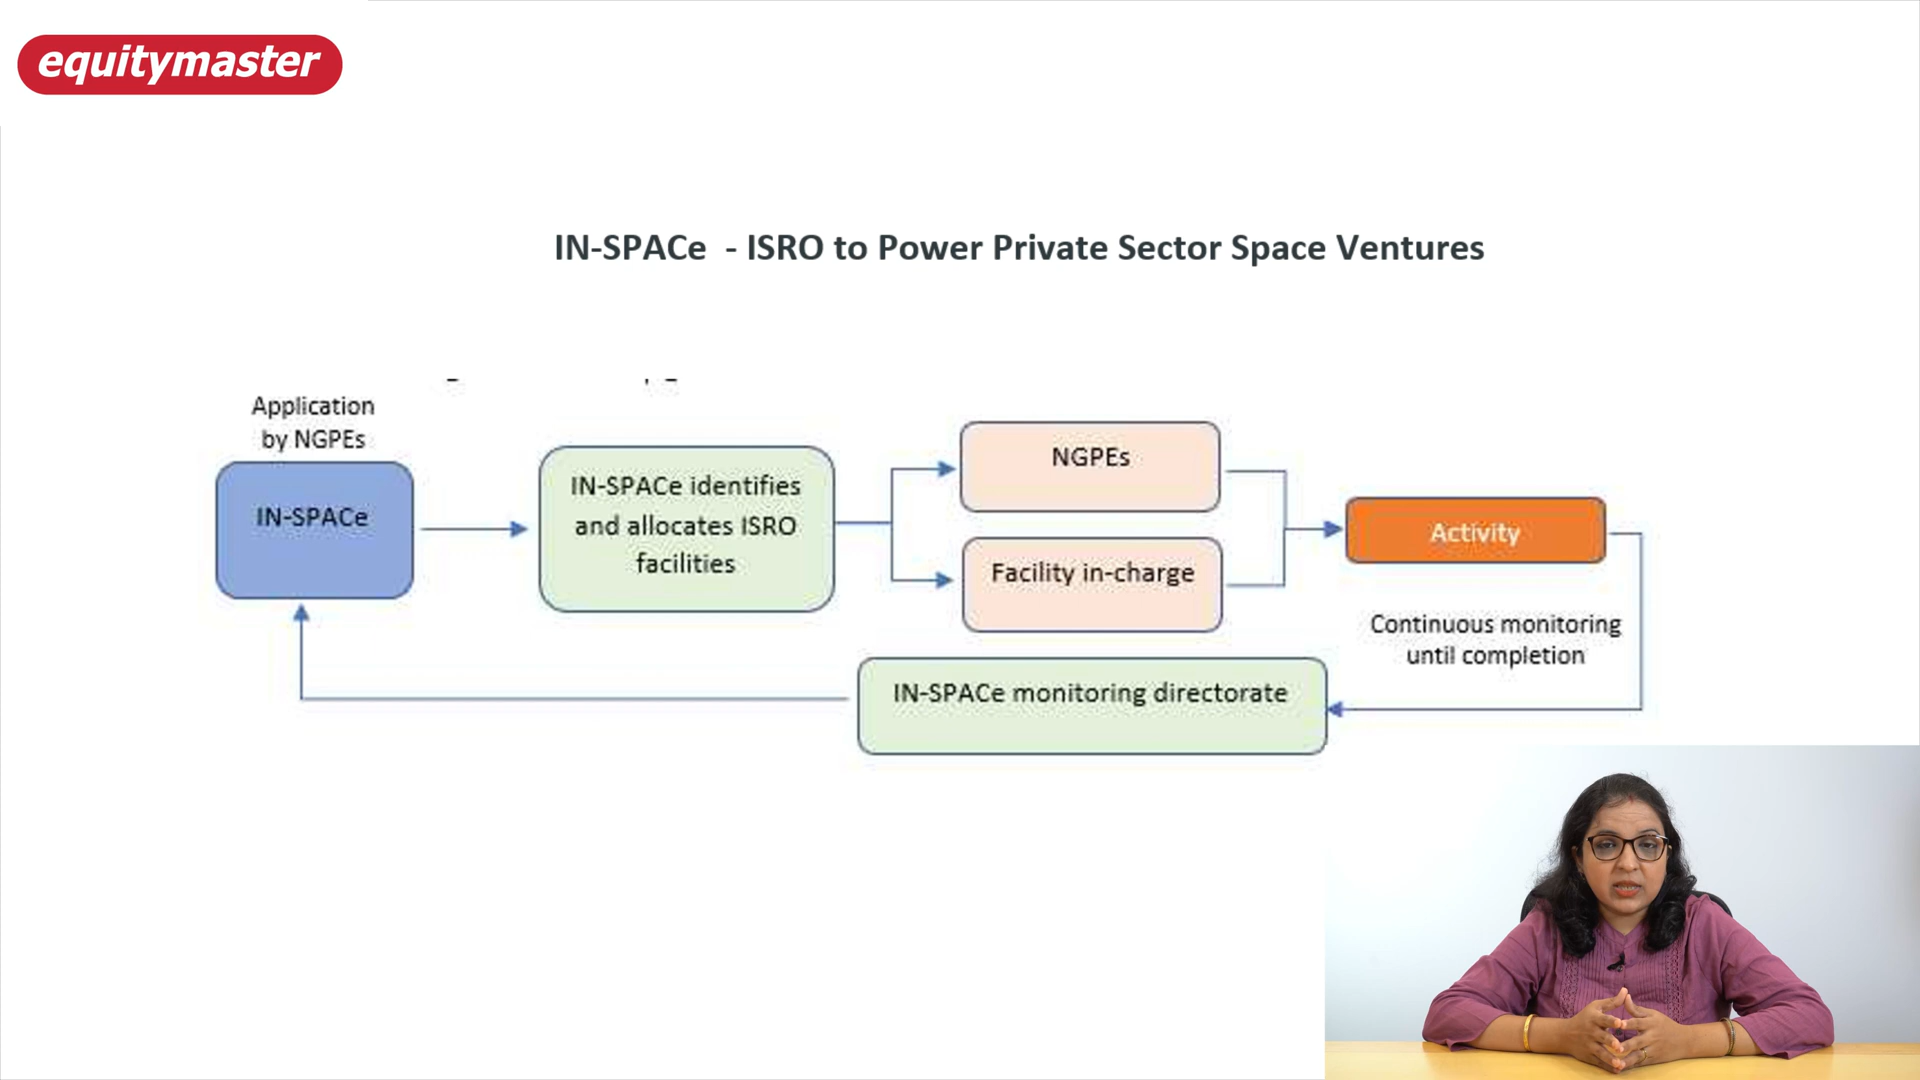 equitymaster
IN-SPACe - ISRO to Power Private Sector Space Ventures
Application
by NGPEs
IN-SPACe
IN-SPACe identifies
and allocates ISRO
facilities
NGPEs
Facility in-charge
Activity
Continuous monitoring
until completion
IN-SPACe monitoring directorate